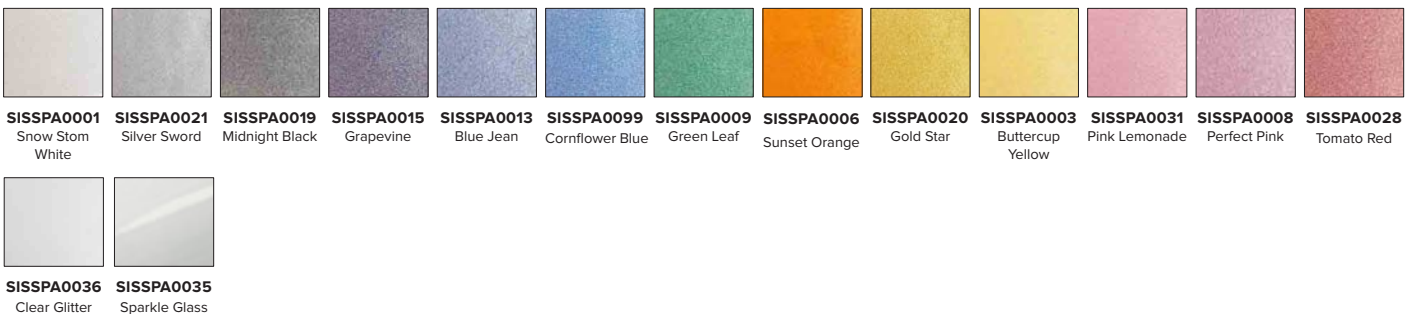 SISSPA0001 SISSPA0021 SISSPA0019 SISSPA0015 SISSPA0013 SISSPA0099 SISSPA0009 SISSPA0006 SISSPA0020 SISSPA0003 SISSPA0031 SISSPA0008 SISSPA0028
Snow Stom Silver Sword Midnight Black Grapevine Blue Jean Cornflower Blue Green Leaf Sunset Orange Gold Star Buttercup Pink Lemonade Perfect Pink Tomato Red
White Yellow
SISSPA0036 SISSPA0035
Clear Glitter Sparkle Glass